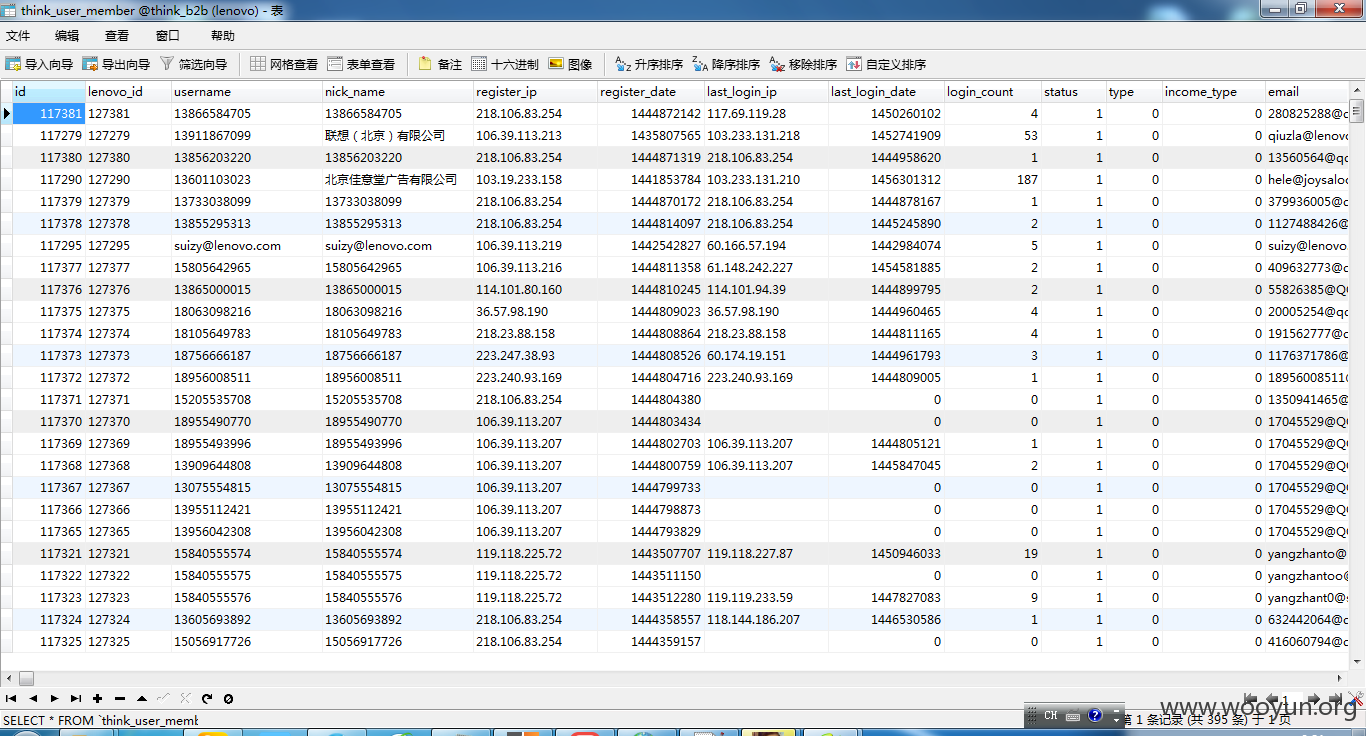 think_user_member @think_b2b (lenovo) - 表
文件 编辑 查看 窗口 帮助
导入向导 导出向导 筛选向导 网格查看 表单查看 备注 十六进制 图像 升序排序 降序排序 移除排序 自定义排序
id lenovo_id username nick_name register_ip register_date last_login_ip last_login_date login_count status type income_type email
117381 127381 13866584705 13866584705 218.106.83.254 1444872142 117.69.119.28 1450260102 4 1 0 0 280825288@
117279 127279 13911867099 联想（北京）有限公司 106.39.113.213 1435807565 103.233.131.218 1452741909 53 1 0 0 qiuzla@lenov
117380 127380 13856203220 13856203220 218.106.83.254 1444871319 218.106.83.254 1444958620 1 1 0 0 13560564@q
117290 127290 13601103023 北京佳意堂广告有限公司 103.19.233.158 1441853784 103.233.131.210 1456301312 187 1 0 0 hele@joysalo
117379 127379 13733038099 13733038099 218.106.83.254 1444870172 218.106.83.254 1444878167 1 1 0 0 379936005@
117378 127378 13855295313 13855295313 218.106.83.254 1444814097 218.106.83.254 1445245890 2 1 0 0 1127488426@
117295 127295 suizy@lenovo.com suizy@lenovo.com 106.39.113.219 1442542827 60.166.57.194 1442984074 5 1 0 0 suizy@lenovo
117377 127377 15805642965 15805642965 106.39.113.216 1444811358 61.148.242.227 1454581885 2 1 0 0 409632773@
117376 127376 13865000015 13865000015 114.101.80.160 1444810245 114.101.94.39 1444899795 2 1 0 0 55826385@Q
117375 127375 18063098216 18063098216 36.57.98.190 1444809023 36.57.98.190 1444960465 4 1 0 0 20005254@q
117374 127374 18105649783 18105649783 218.23.88.158 1444808864 218.23.88.158 1444811165 4 1 0 0 191562777@
117373 127373 18756666187 18756666187 223.247.38.93 1444808526 60.174.19.151 1444961793 3 1 0 0 1176371786@
117372 127372 18956008511 18956008511 223.240.93.169 1444804716 223.240.93.169 1444809005 1 1 0 0 18956008511@
117371 127371 15205535708 15205535708 218.106.83.254 1444804380 0 0 1 0 0 1350941465@
117370 127370 18955490770 18955490770 106.39.113.207 1444803434 0 0 1 0 0 17045529@Q
117369 127369 18955493996 18955493996 106.39.113.207 1444802703 106.39.113.207 1444805121 1 1 0 0 17045529@Q
117368 127368 13909644808 13909644808 106.39.113.207 1444800759 106.39.113.207 1445847045 2 1 0 0 17045529@Q
117367 127367 13075554815 13075554815 106.39.113.207 1444799733 0 0 1 0 0 17045529@Q
117366 127366 13955112421 13955112421 106.39.113.207 1444798873 0 0 1 0 0 17045529@Q
117365 127365 13956042308 13956042308 106.39.113.207 1444793829 0 0 1 0 0 17045529@Q
117321 127321 15840555574 15840555574 119.118.225.72 1443507707 119.118.227.87 1450946033 19 1 0 0 yangzhanto@
117322 127322 15840555575 15840555575 119.118.225.72 1443511150 0 0 1 0 0 yangzhantoo@
117323 127323 15840555576 15840555576 119.118.225.72 1443512280 119.119.233.59 1447827083 9 1 0 0 yangzhant0@
117324 127324 13605693892 13605693892 218.106.83.254 1444358557 118.144.186.207 1446530586 1 1 0 0 632442064@
117325 127325 15056917726 15056917726 218.106.83.254 1444359157 0 0 1 0 0 416060794@
1
www.wooyun.org
SELECT * FROM `think_user_memb CH 第 1 条记录 (共 395 条) 于 1 页